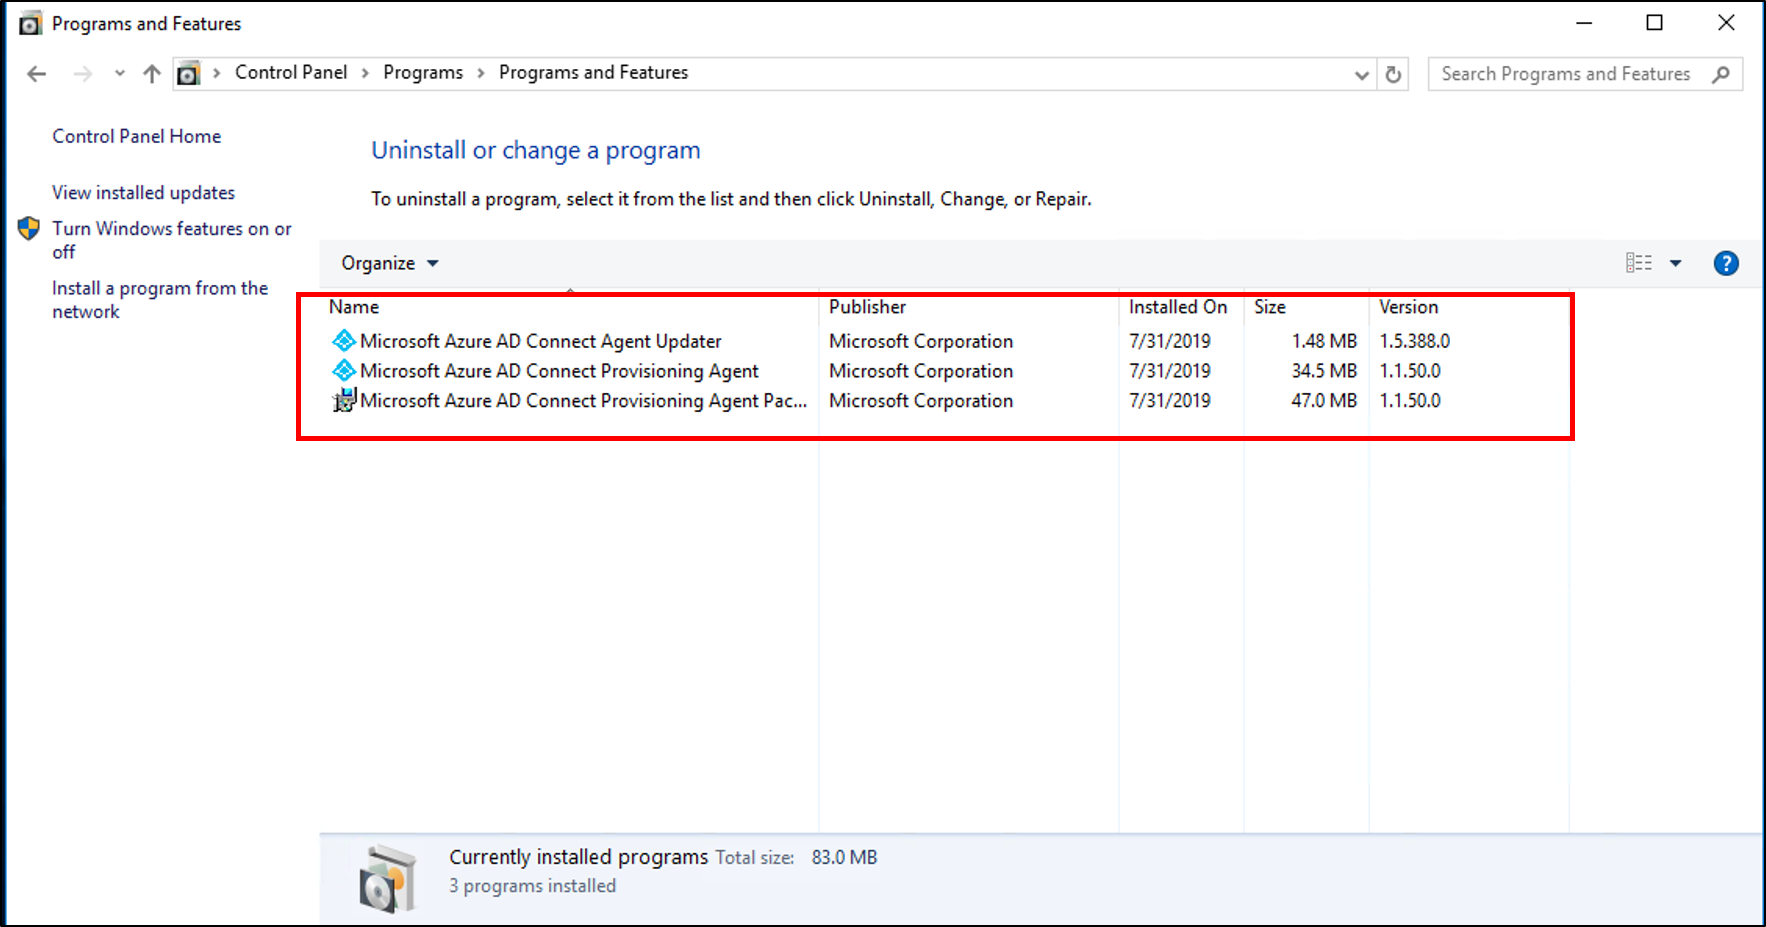 Programs and Features
Control Panel > Programs > Programs and Features
Search Programs and Features
Control Panel Home
View installed updates
Turn Windows features on or
off
Install a program from the
network
Uninstall or change a program
To uninstall a program, select it from the list and then click Uninstall, Change, or Repair.
Organize
?
Name Publisher Installed On Size Version
Microsoft Azure AD Connect Agent Updater Microsoft Corporation 7/31/2019 1.48 MB 1.5.388.0
Microsoft Azure AD Connect Provisioning Agent Microsoft Corporation 7/31/2019 34.5 MB 1.1.50.0
Microsoft Azure AD Connect Provisioning Agent Pac... Microsoft Corporation 7/31/2019 47.0 MB 1.1.50.0
Currently installed programs Total size: 83.0 MB
3 programs installed